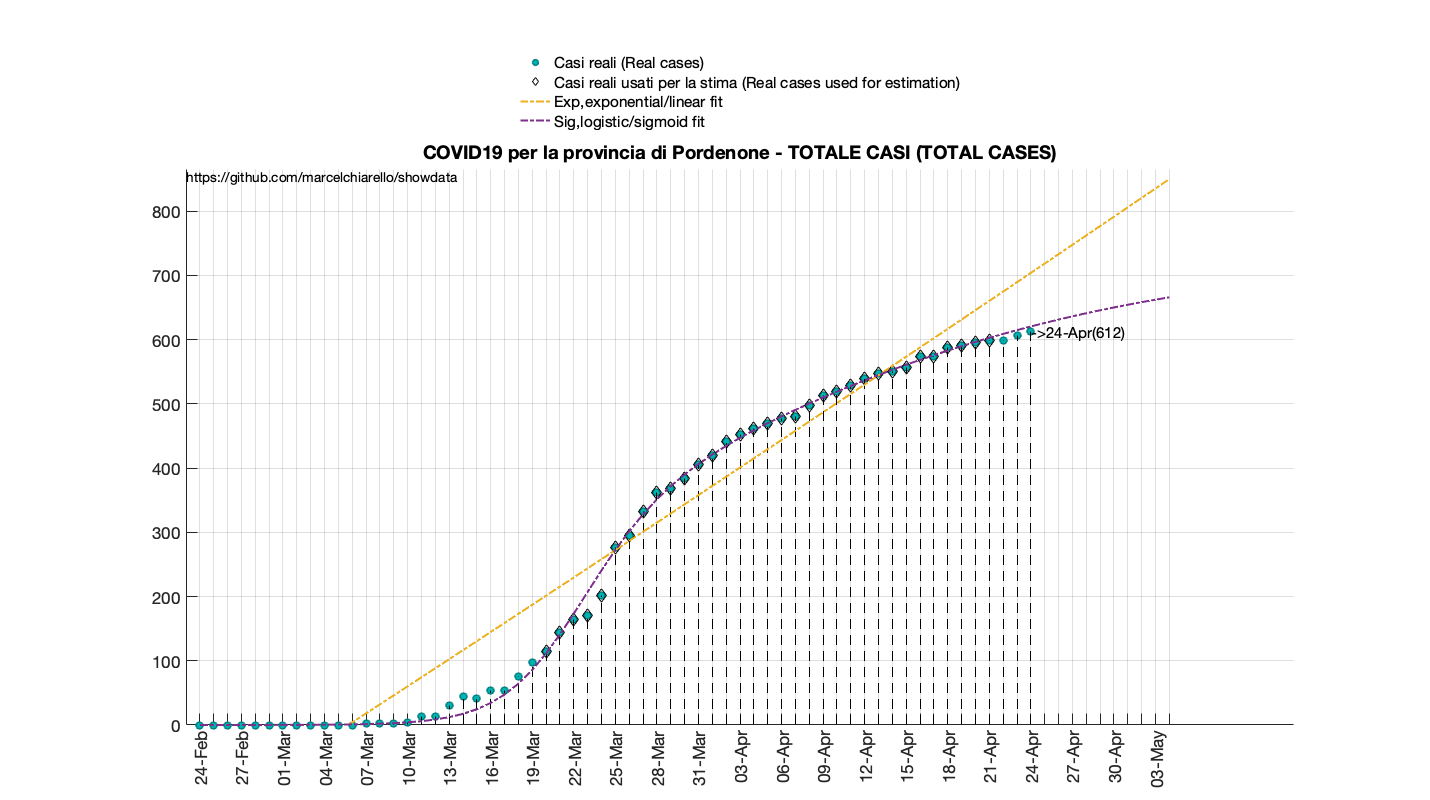 Casi reali (Real cases)
Casi reali usati per la stima (Real cases used for estimation)
Exp,exponential/linear fit
Sig,logistic/sigmoid fit
COVID19 per la provincia di Pordenone - TOTALE CASI (TOTAL CASES)
https://github.com/marcelchiarello/showdata
800
700
600
500
400
300
200
100
0
->24-Apr(612)
24-Feb
27-Feb
01-Mar
04-Mar
07-Mar
10-Mar
13-Mar
16-Mar
19-Mar
22-Mar
25-Mar
28-Mar
31-Mar
03-Apr
06-Apr
09-Apr
12-Apr
15-Apr
18-Apr
21-Apr
24-Apr
27-Apr
30-Apr
03-May